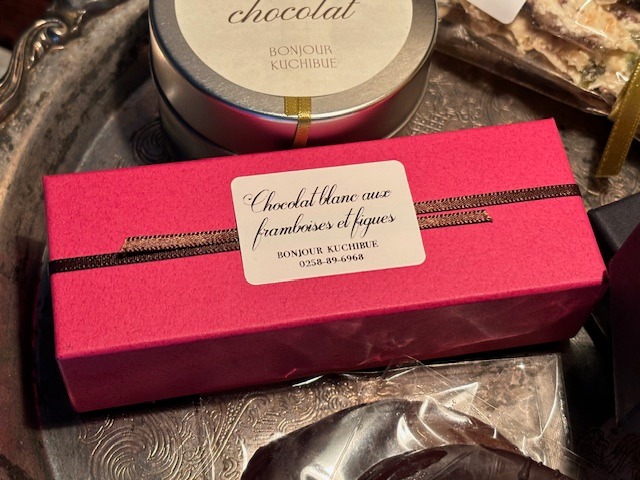 chocolat
BONJOUR
KUCHIBUE
Chocolat blanc aux
framboises et figues
BONJOUR KUCHIBUE
0258-89-6968